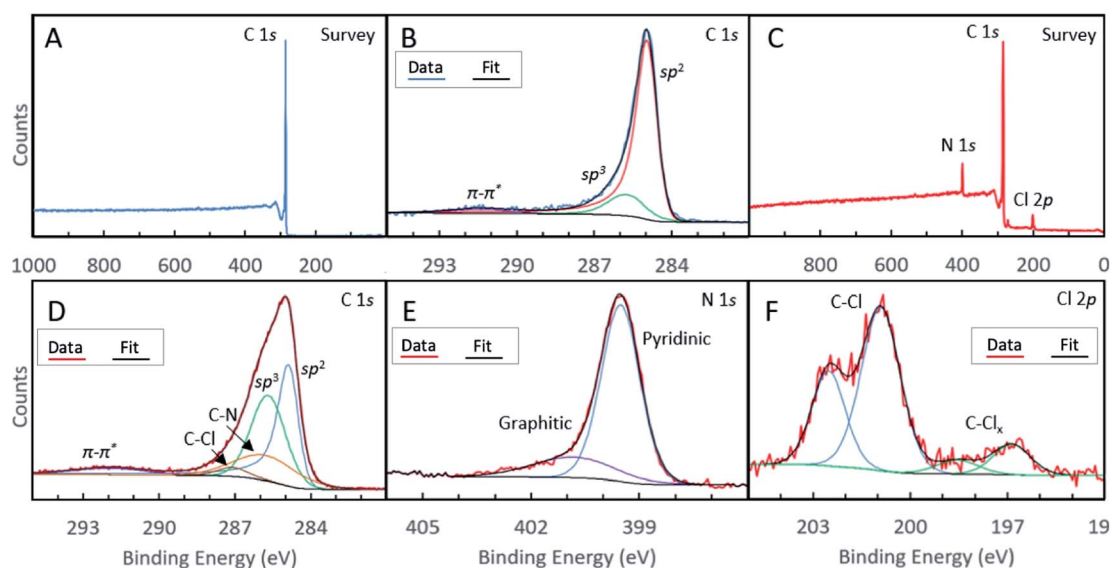 A
C 1s
Survey
Counts
1000
800
600
400
200
B
C 1s
Data
Fit
sp²
sp³
π-π*
293
290
287
284
C
C 1s
Survey
N 1s
Cl 2p
800
600
400
200
0
D
C 1s
Data
Fit
sp³
sp²
C-N
C-Cl
π-π*
Counts
293
290
287
284
Binding Energy (eV)
E
N 1s
Data
Fit
Pyridinic
Graphitic
405
402
399
Binding Energy (eV)
F
C-Cl
Cl 2p
Data
Fit
C-Clₓ
203
200
197
19
Binding Energy (eV)